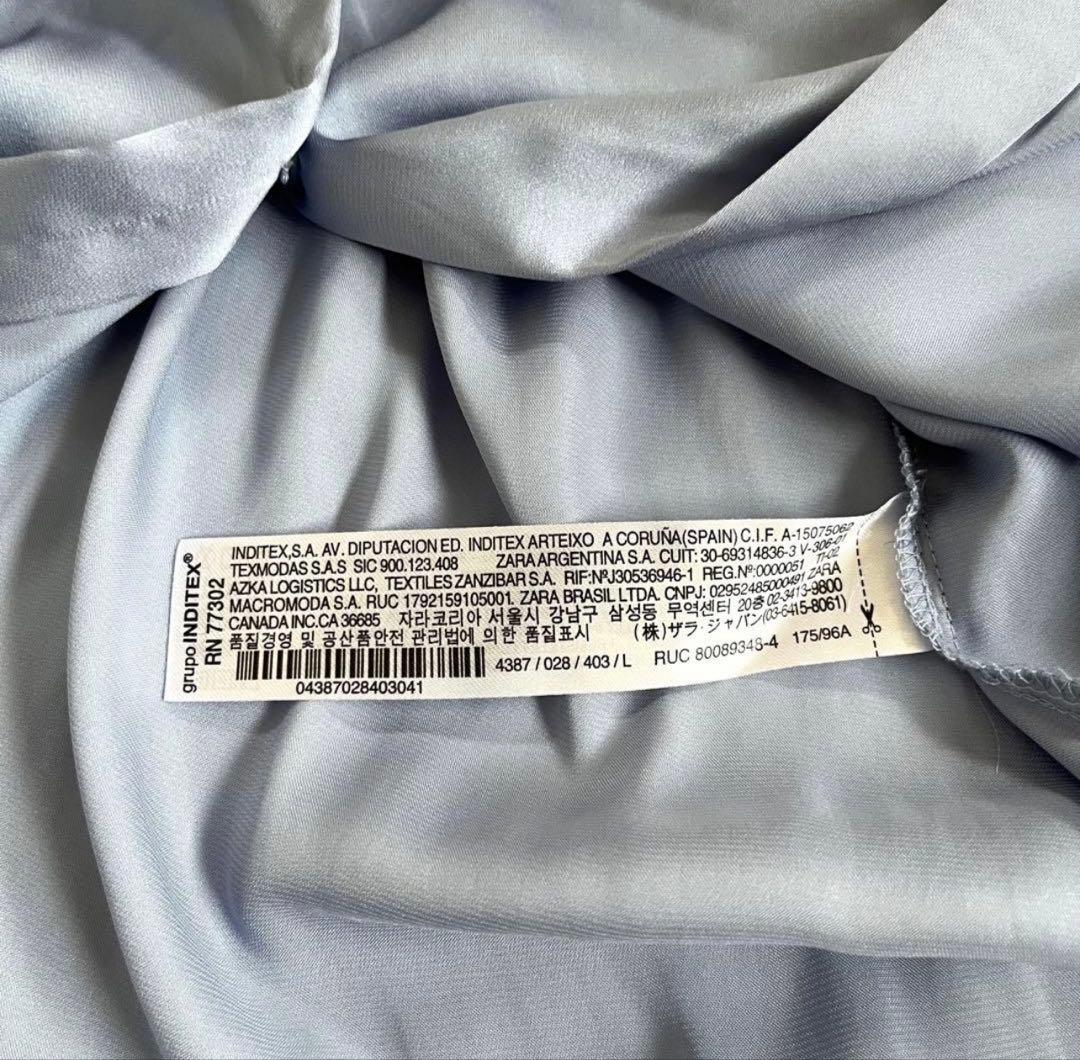 grupo INDITEX®
RN 77302
INDITEX,S.A. AV. DIPUTACION ED. INDITEX ARTEIXO A CORUÑA(SPAIN) C.I.F. A-15075062
TEXMODAS S.A.S SIC 900.123.408 ZARA ARGENTINA S.A. CUIT: 30-69314836-3 V-306-01
AZKA LOGISTICS LLC, TEXTILES ZANZIBAR S.A. RIF:NºJ30536946-1 REG.Nº:0000051 TI-02
MACROMODA S.A. RUC 1792159105001. ZARA BRASIL LTDA. CNPJ: 02952485000491 ZARA
CANADA INC.CA 36685 자라코리아 서울시 강남구 삼성동 무역센터 20층 02-3413-9800
품질경영 및 공산품안전 관리법에 의한 품질표시 (株)ザラ・ジャパン(03-6415-8061)
4387 / 028 / 403 / L RUC 80089348-4 175/96A
04387028403041